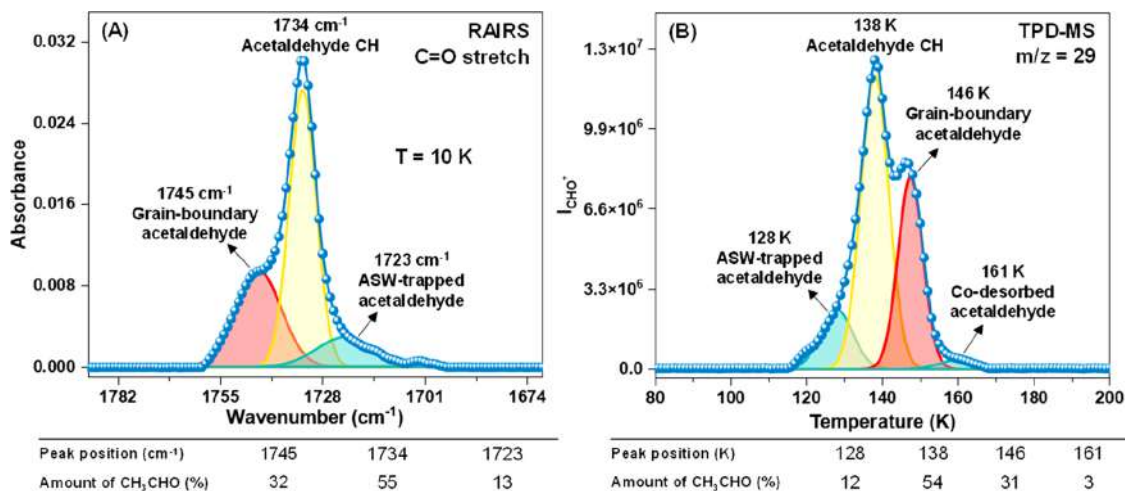 (A)
1734 cm⁻¹
Acetaldehyde CH
RAIRS
C=O stretch
T = 10 K
1745 cm⁻¹
Grain-boundary
acetaldehyde
1723 cm⁻¹
ASW-trapped
acetaldehyde
Absorbance
0.032
0.024
0.016
0.008
0.000
1782 1755 1728 1701 1674
Wavenumber (cm⁻¹)
Peak position (cm⁻¹) 1745 1734 1723
Amount of CH₃CHO (%) 32 55 13
(B)
138 K
Acetaldehyde CH
TPD-MS
m/z = 29
146 K
Grain-boundary
acetaldehyde
128 K
ASW-trapped
acetaldehyde
161 K
Co-desorbed
acetaldehyde
I_CHO⁺
1.3×10⁷
9.9×10⁶
6.6×10⁶
3.3×10⁶
0.0
80 100 120 140 160 180 200
Temperature (K)
Peak position (K) 128 138 146 161
Amount of CH₃CHO (%) 12 54 31 3